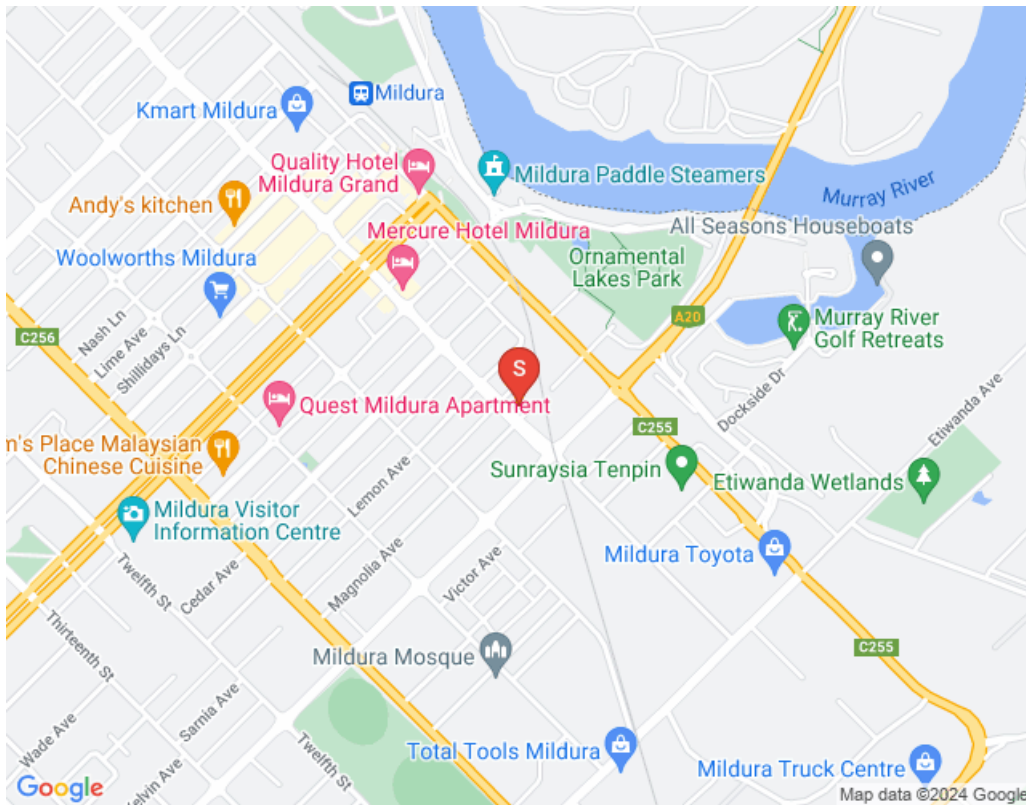 Mildura
Kmart Mildura
Quality Hotel
Mildura Grand
Mildura Paddle Steamers
Murray River
Andy's kitchen
Mercure Hotel Mildura
All Seasons Houseboats
Woolworths Mildura
Ornamental
Lakes Park
A20
Murray River
Golf Retreats
C256
Nash Ln
Lime Ave
Shillidays Ln
S
Dockside Dr
Etiwanda Ave
Quest Mildura Apartment
C255
m's Place Malaysian
Chinese Cuisine
Lemon Ave
Sunraysia Tenpin
Etiwanda Wetlands
Mildura Visitor
Information Centre
Mildura Toyota
Twelfth St
Cedar Ave
Magnolia Ave
Victor Ave
Thirteenth St
Mildura Mosque
C255
Sarnia Ave
Wade Ave
Twelfth St
Total Tools Mildura
Mildura Truck Centre
elvin Ave
Google
Map data ©2024 Google